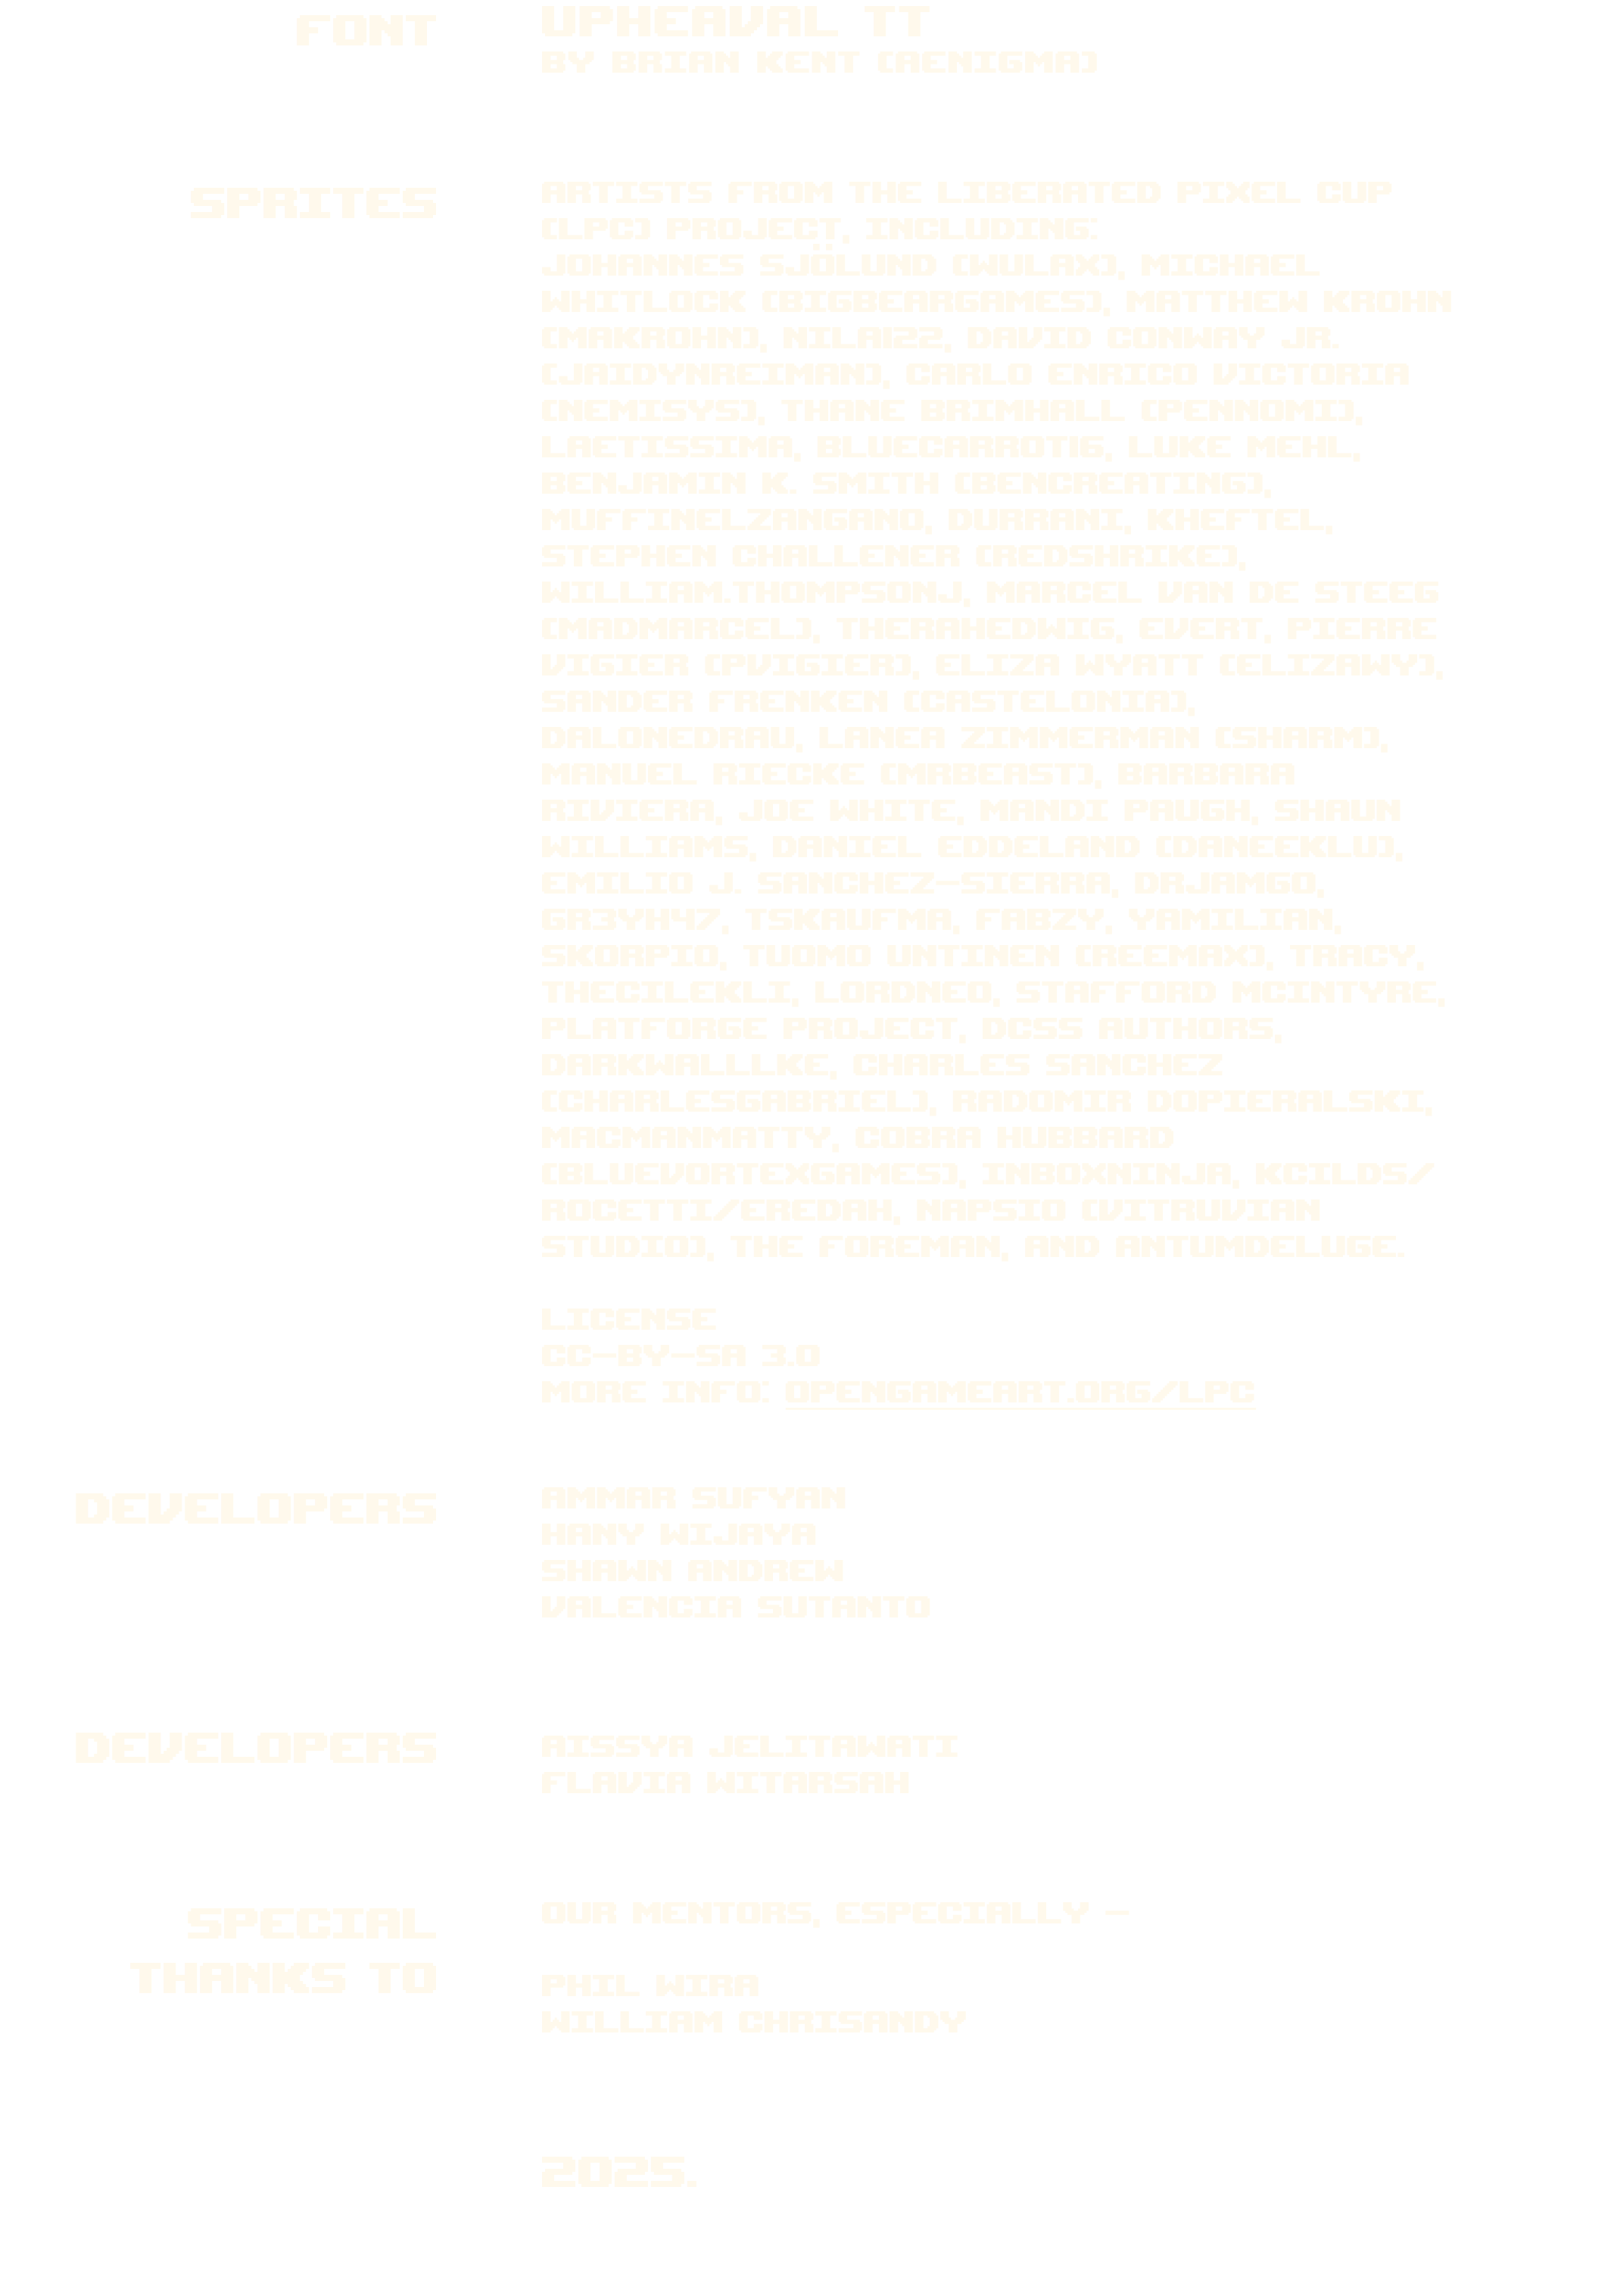 FONT
UPHEAVAL TT
BY BRIAN KENT (AENIGMA)
SPRITES
ARTISTS FROM THE LIBERATED PIXEL CUP
(LPC) PROJECT, INCLUDING:
JOHANNES SJÖLUND (WULAX), MICHAEL
WHITLOCK (BIGBEARGAMES), MATTHEW KROHN
(MAKROHN), NILA122, DAVID CONWAY JR.
(JAIDYNREIMAN), CARLO ENRICO VICTORIA
(NEMISYS), THANE BRIMHALL (PENNOMI),
LAETISSIMA, BLUECARROT16, LUKE MEHL,
BENJAMIN K. SMITH (BENCREATING),
MUFFINELZANGANO, DURRANI, KHEFTEL,
STEPHEN CHALLENER (REDSHRIKE),
WILLIAM.THOMPSONJ, MARCEL VAN DE STEEG
(MADMARCEL), THERAHEDWIG, EVERT, PIERRE
VIGIER (PVIGIER), ELIZA WYATT (ELIZAWY),
SANDER FRENKEN (CASTELONIA),
DALONEDRAU, LANEA ZIMMERMAN (SHARM),
MANUEL RIECKE (MRBEAST), BARBARA
RIVIERA, JOE WHITE, MANDI PAUGH, SHAUN
WILLIAMS, DANIEL EDDELAND (DANEEKLU),
EMILIO J. SANCHEZ-SIERRA, DRJAMGO,
GR3YH47, TSKAUFMA, FABZY, YAMILIAN,
SKORPIO, TUOMO UNTINEN (REEMAX), TRACY,
THECILEKLI, LORDNEO, STAFFORD MCINTYRE,
PLATFORGE PROJECT, DCSS AUTHORS,
DARKWALLLKE, CHARLES SANCHEZ
(CHARLESGABRIEL), RADOMIR DOPIERALSKI,
MACMANMATTY, COBRA HUBBARD
(BLUEVORTEXGAMES), INBOXNINJA, KCILDS/
ROCETTI/EREDAH, NAPSIO (VITRUVIAN
STUDIO), THE FOREMAN, AND ANTUMDELUGE.
LICENSE
CC-BY-SA 3.0
MORE INFO: OPENGAMEART.ORG/LPC
DEVELOPERS
AMMAR SUFYAN
HANY WIJAYA
SHAWN ANDREW
VALENCIA SUTANTO
DEVELOPERS
AISSYA JELITAWATI
FLAVIA WITARSAH
SPECIAL
THANKS TO
OUR MENTORS, ESPECIALLY -
PHIL WIRA
WILLIAM CHRISANDY
2025.